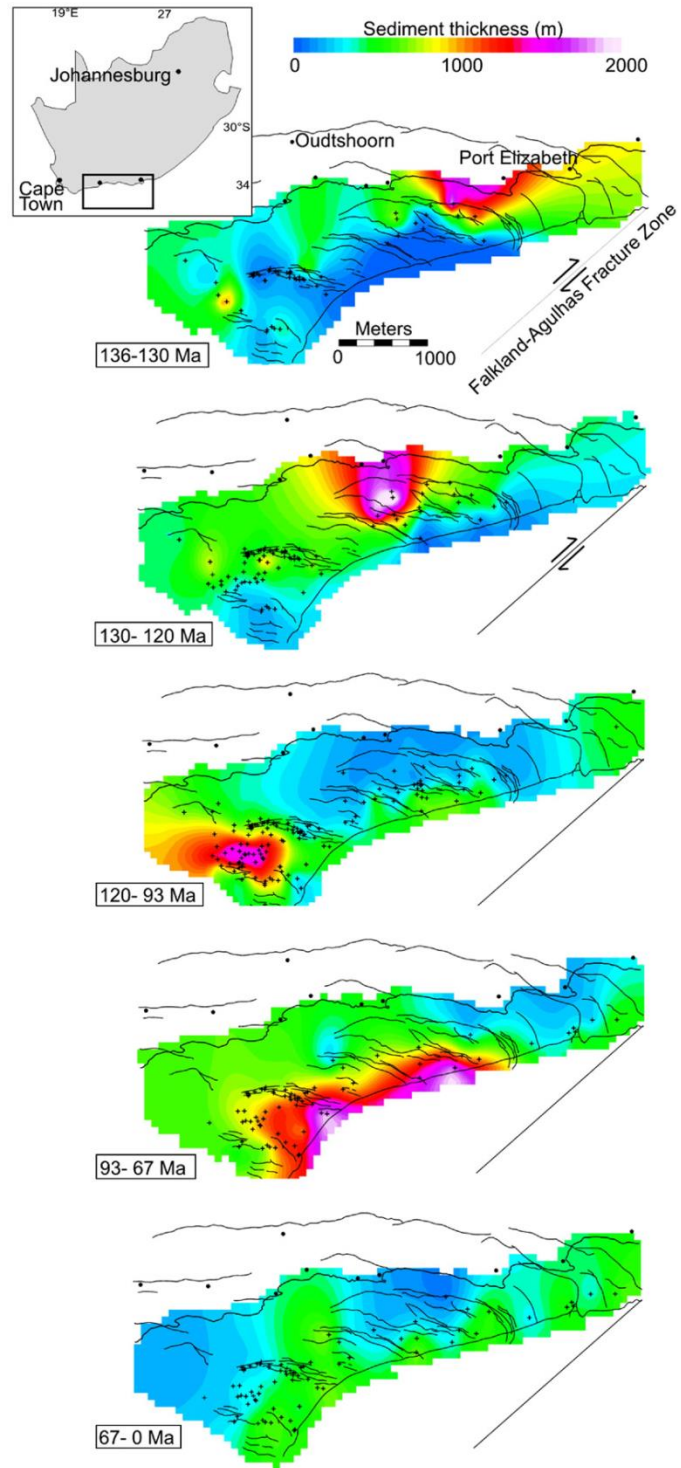 19°E
27
Johannesburg
30°S
34
Cape
Town
Sediment thickness (m)
0
1000
2000
Oudtshoorn
Port Elizabeth
Falkland-Agulhas Fracture Zone
Meters
0
1000
136-130 Ma
130- 120 Ma
120- 93 Ma
93- 67 Ma
67- 0 Ma